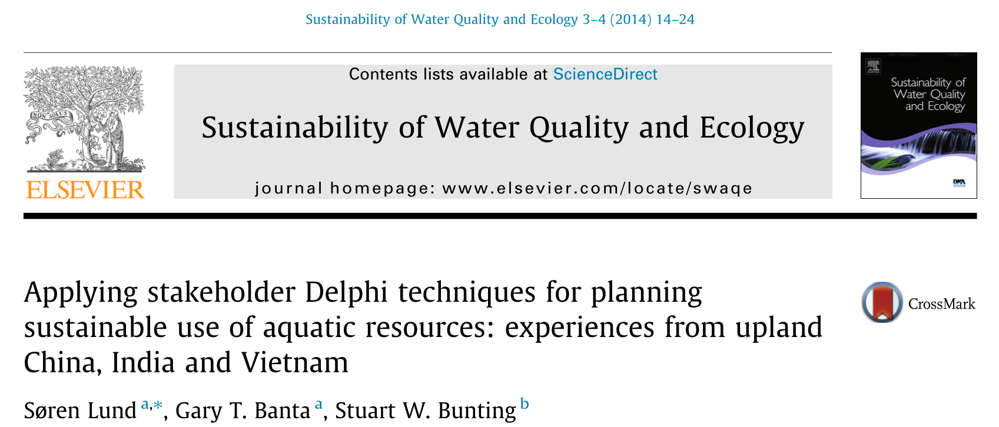 Sustainability of Water Quality and Ecology 3–4 (2014) 14–24
Contents lists available at ScienceDirect
Sustainability of Water Quality and Ecology
journal homepage: www.elsevier.com/locate/swaqe
NON SOLUS
ELSEVIER
ELSEVIER
Sustainability of
Water Quality
and Ecology
IWA
Applying stakeholder Delphi techniques for planning
sustainable use of aquatic resources: experiences from upland
China, India and Vietnam
CrossMark
Søren Lund a,*, Gary T. Banta a, Stuart W. Bunting b